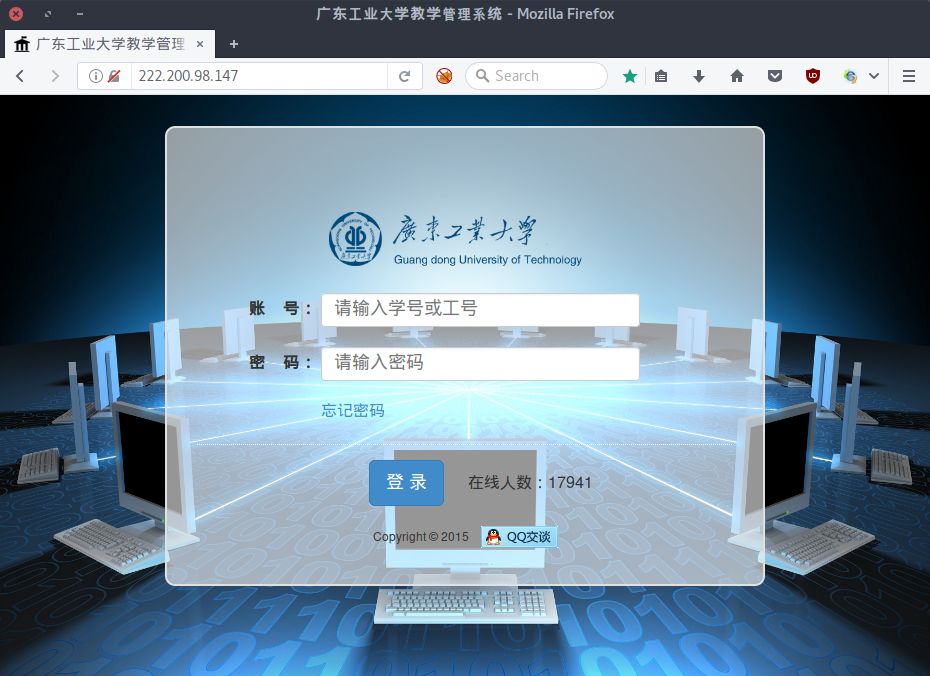 广东工业大学教学管理系统 - Mozilla Firefox
广东工业大学教学管理
222.200.98.147
Search
廣東工業大學
Guang dong University of Technology
账 号：
请输入学号或工号
密 码：
请输入密码
忘记密码
登 录
在线人数：17941
Copyright © 2015
QQ交谈